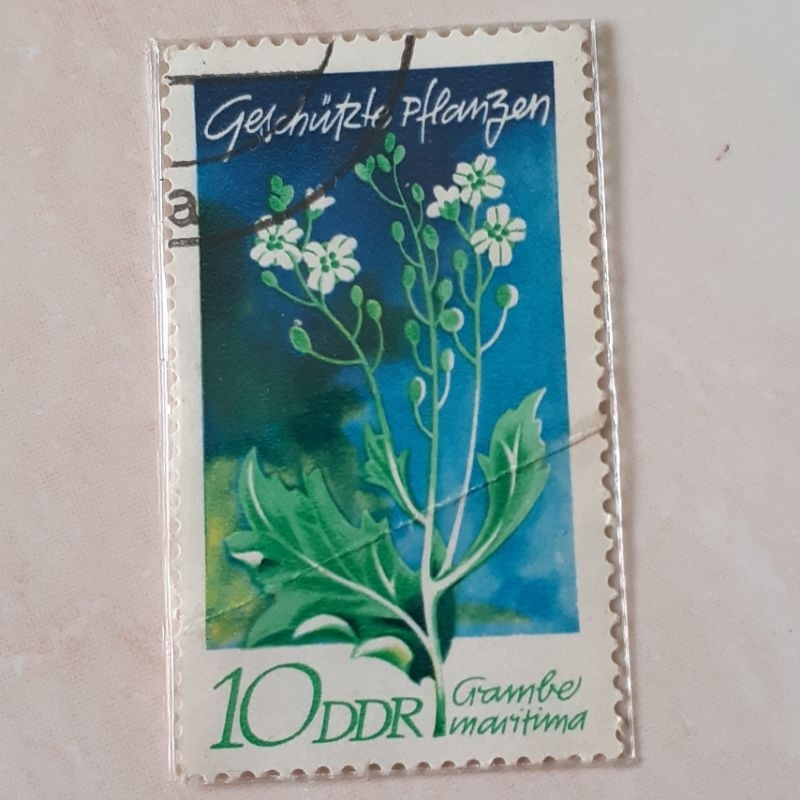 Geschützte Pflanzen
a
10 DDR
Crambe
maritima